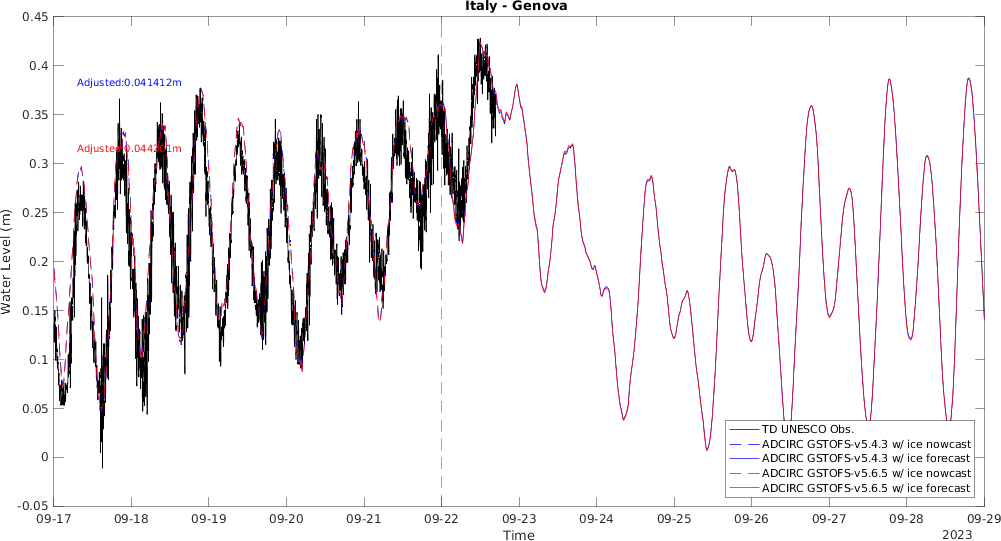 Italy - Genova
Water Level (m)
0.45
0.4
0.35
0.3
0.25
0.2
0.15
0.1
0.05
0
-0.05
Adjusted:0.041412m
Adjusted:0.044201m
TD UNESCO Obs.
ADCIRC GSTOFS-v5.4.3 w/ ice nowcast
ADCIRC GSTOFS-v5.4.3 w/ ice forecast
ADCIRC GSTOFS-v5.6.5 w/ ice nowcast
ADCIRC GSTOFS-v5.6.5 w/ ice forecast
09-17 09-18 09-19 09-20 09-21 09-22 09-23 09-24 09-25 09-26 09-27 09-28 09-29
Time
2023